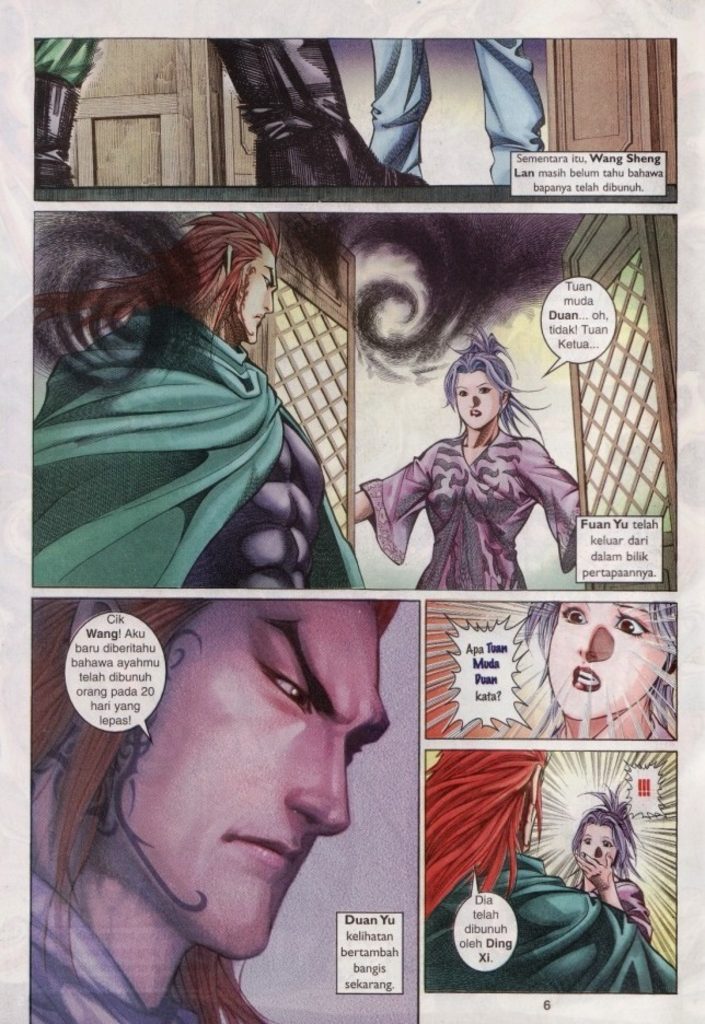 Sementara itu, Wang Sheng
Lan masih belum tahu bahawa
bapanya telah dibunuh.
Tuan
muda
Duan... oh,
tidak! Tuan
Ketua...
Fuan Yu telah
keluar dari
dalam bilik
pertapaannya.
Cik
Wang! Aku
baru diberitahu
bahawa ayahmu
telah dibunuh
orang pada 20
hari yang
lepas!
Duan Yu
kelihatan
bertambah
bangis
sekarang.
Apa Tuan
Muda
Duan
kata?
!!!
Dia
telah
dibunuh
oleh Ding
Xi.
6